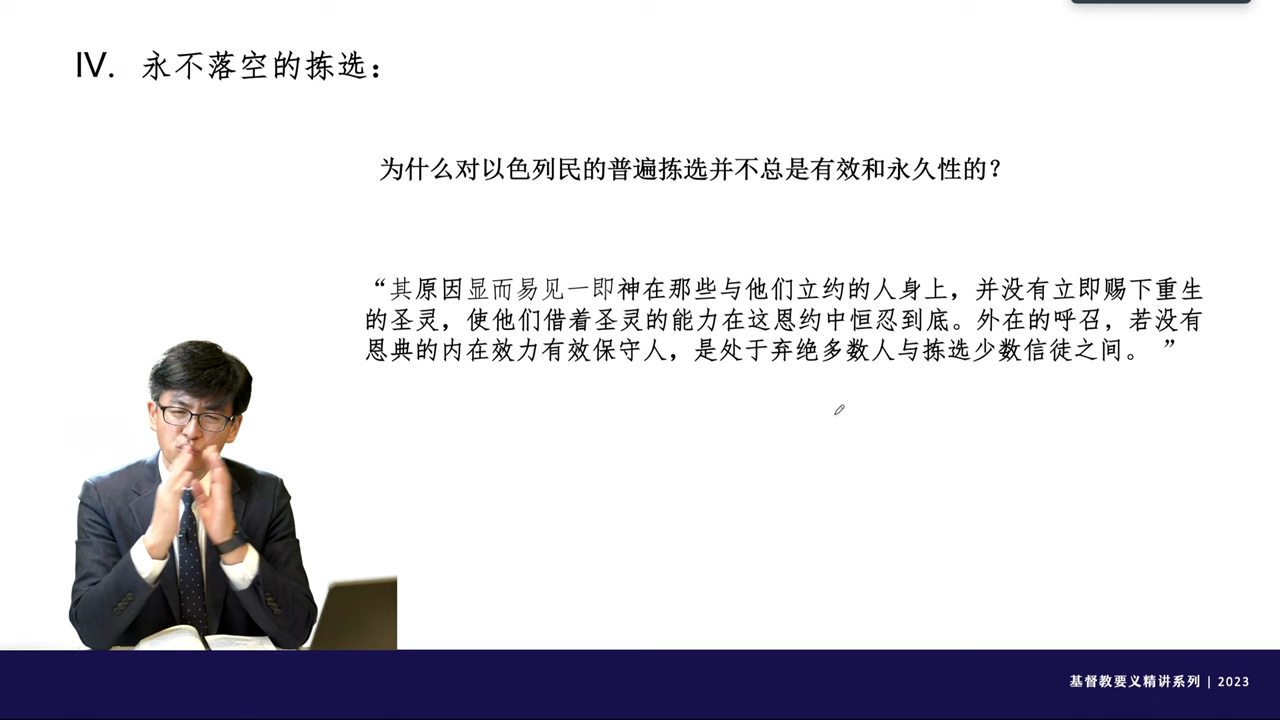 IV. 永不落空的拣选：
为什么对以色列民的普遍拣选并不总是有效和永久性的？
“其原因显而易见一即神在那些与他们立约的人身上，并没有立即赐下重生
的圣灵，使他们借着圣灵的能力在这恩约中恒忍到底。外在的呼召，若没有
恩典的内在效力有效保守人，是处于弃绝多数人与拣选少数信徒之间。 ”
基督教要义精讲系列 | 2023